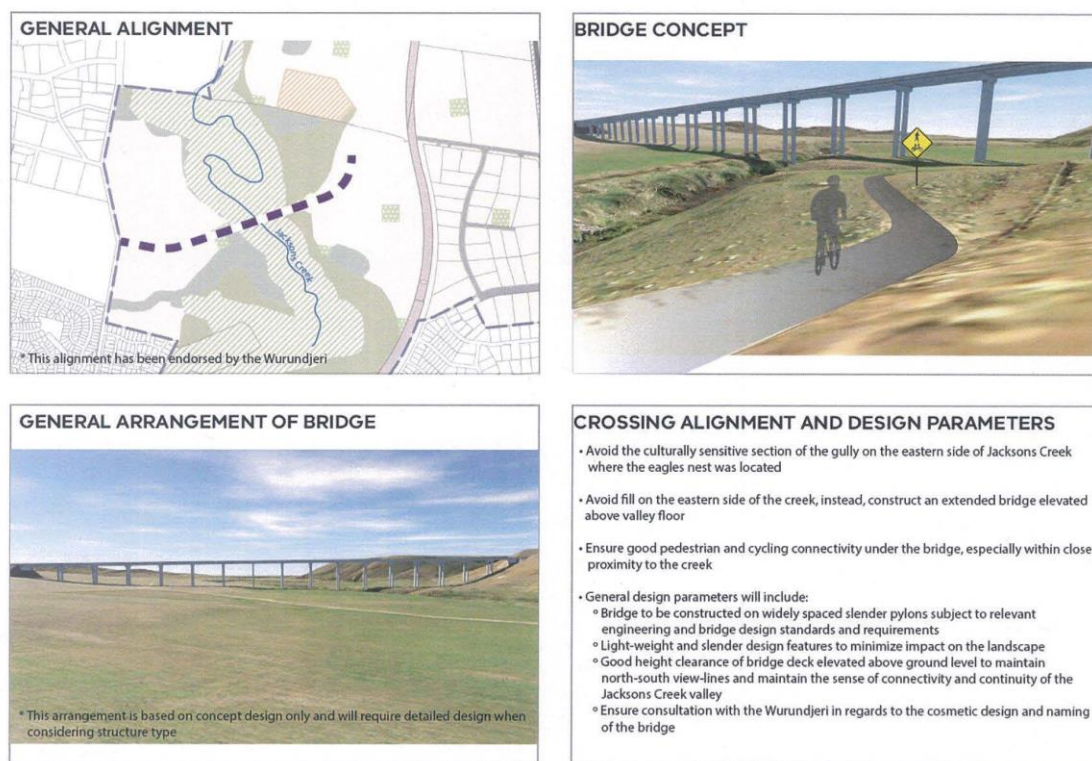 GENERAL ALIGNMENT
Jacksons Creek
* This alignment has been endorsed by the Wurundjeri
BRIDGE CONCEPT
GENERAL ARRANGEMENT OF BRIDGE
* This arrangement is based on concept design only and will require detailed design when
considering structure type
CROSSING ALIGNMENT AND DESIGN PARAMETERS
• Avoid the culturally sensitive section of the gully on the eastern side of Jacksons Creek
where the eagles nest was located
• Avoid fill on the eastern side of the creek, instead, construct an extended bridge elevated
above valley floor
• Ensure good pedestrian and cycling connectivity under the bridge, especially within close
proximity to the creek
• General design parameters will include:
° Bridge to be constructed on widely spaced slender pylons subject to relevant
engineering and bridge design standards and requirements
° Light-weight and slender design features to minimize impact on the landscape
° Good height clearance of bridge deck elevated above ground level to maintain
north-south view-lines and maintain the sense of connectivity and continuity of the
Jacksons Creek valley
° Ensure consultation with the Wurundjeri in regards to the cosmetic design and naming
of the bridge